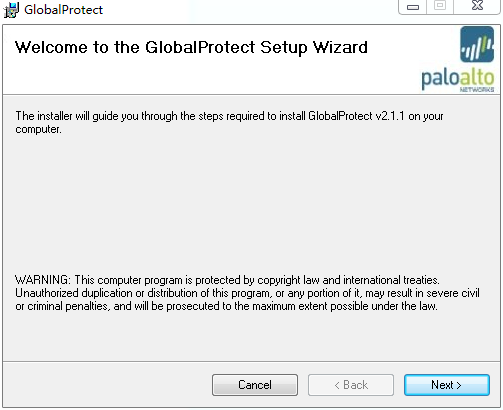 GlobalProtect
Welcome to the GlobalProtect Setup Wizard
paloalto
NETWORKS
The installer will guide you through the steps required to install GlobalProtect v2.1.1 on your
computer.
WARNING: This computer program is protected by copyright law and international treaties.
Unauthorized duplication or distribution of this program, or any portion of it, may result in severe civil
or criminal penalties, and will be prosecuted to the maximum extent possible under the law.
Cancel
< Back
Next >